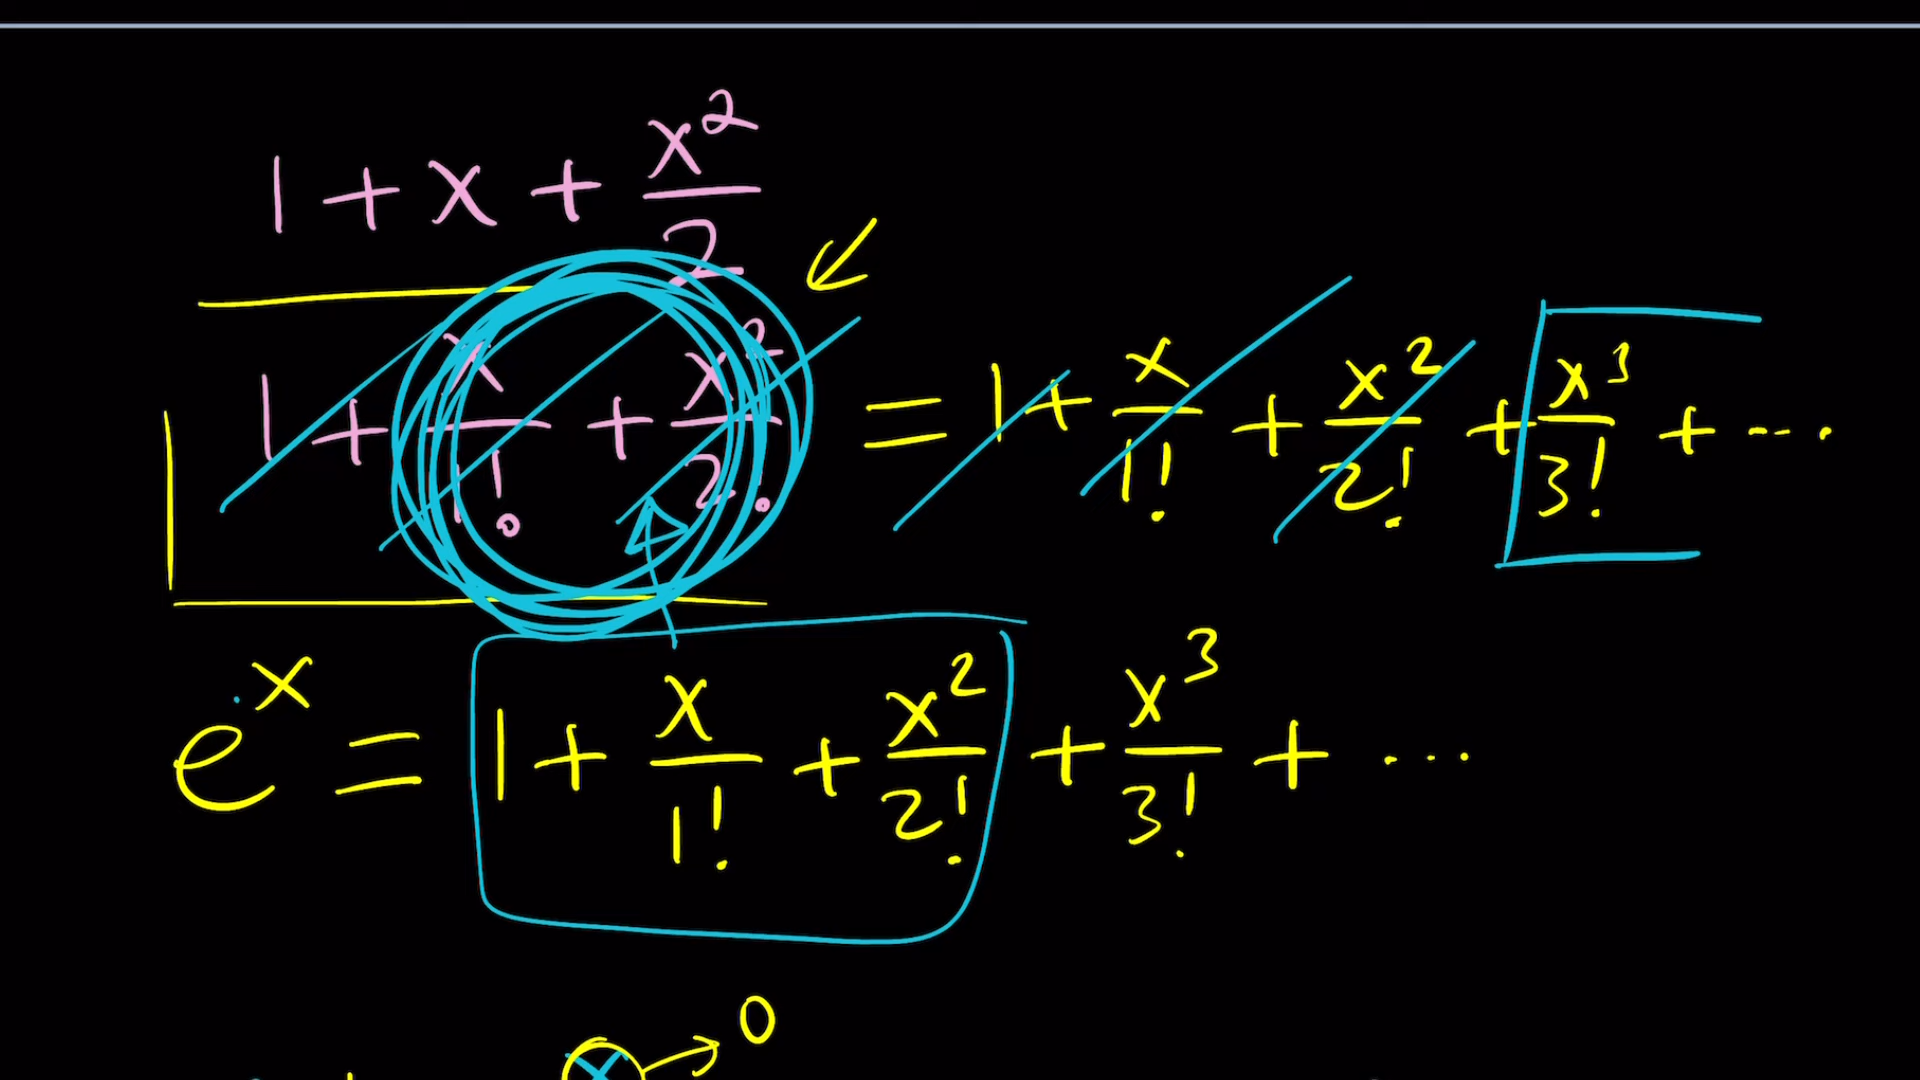 1 + x + x²/2
1 + x/1! + x²/2! = 1 + x/1! + x²/2! + x³/3! + ...
eˣ = 1 + x/1! + x²/2! + x³/3! + ...
0